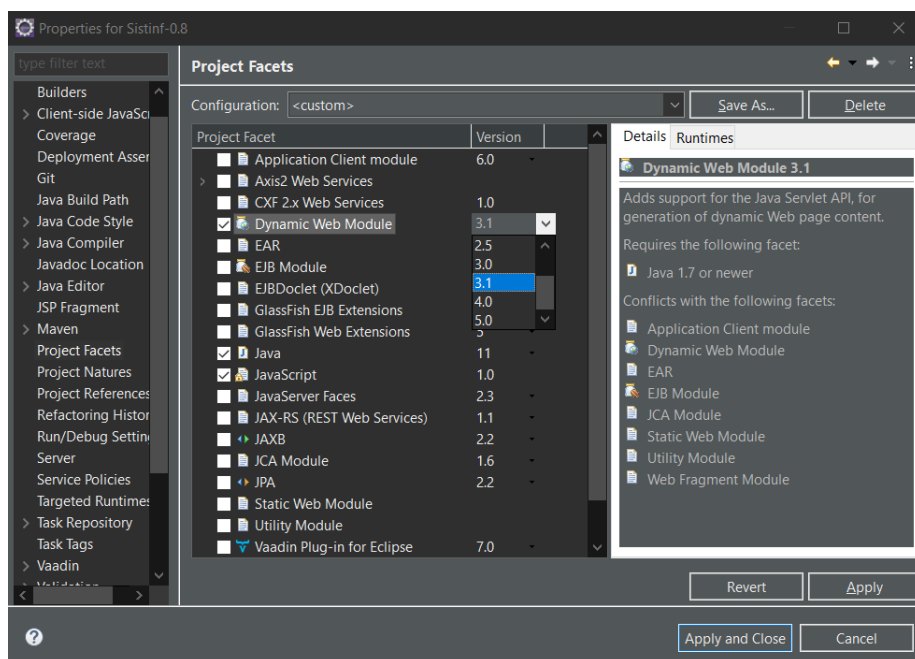 Properties for Sistinf-0.8
type filter text
Builders
Client-side JavaScr
Coverage
Deployment Asser
Git
Java Build Path
Java Code Style
Java Compiler
Javadoc Location
Java Editor
JSP Fragment
Maven
Project Facets
Project Natures
Project References
Refactoring Histor
Run/Debug Setting
Server
Service Policies
Targeted Runtimes
Task Repository
Task Tags
Vaadin
Validation
Project Facets
Configuration: <custom> Save As... Delete
Project Facet Version
Application Client module 6.0
Axis2 Web Services
CXF 2.x Web Services 1.0
Dynamic Web Module 3.1
EAR 2.5
EJB Module 3.0
EJBDoclet (XDoclet) 3.1
GlassFish EJB Extensions 4.0
5.0
GlassFish Web Extensions 5
Java 11
JavaScript 1.0
JavaServer Faces 2.3
JAX-RS (REST Web Services) 1.1
JAXB 2.2
JCA Module 1.6
JPA 2.2
Static Web Module
Utility Module
Vaadin Plug-in for Eclipse 7.0
Details Runtimes
Dynamic Web Module 3.1
Adds support for the Java Servlet API, for
generation of dynamic Web page content.
Requires the following facet:
Java 1.7 or newer
Conflicts with the following facets:
Application Client module
Dynamic Web Module
EAR
EJB Module
JCA Module
Static Web Module
Utility Module
Web Fragment Module
Revert Apply
Apply and Close Cancel